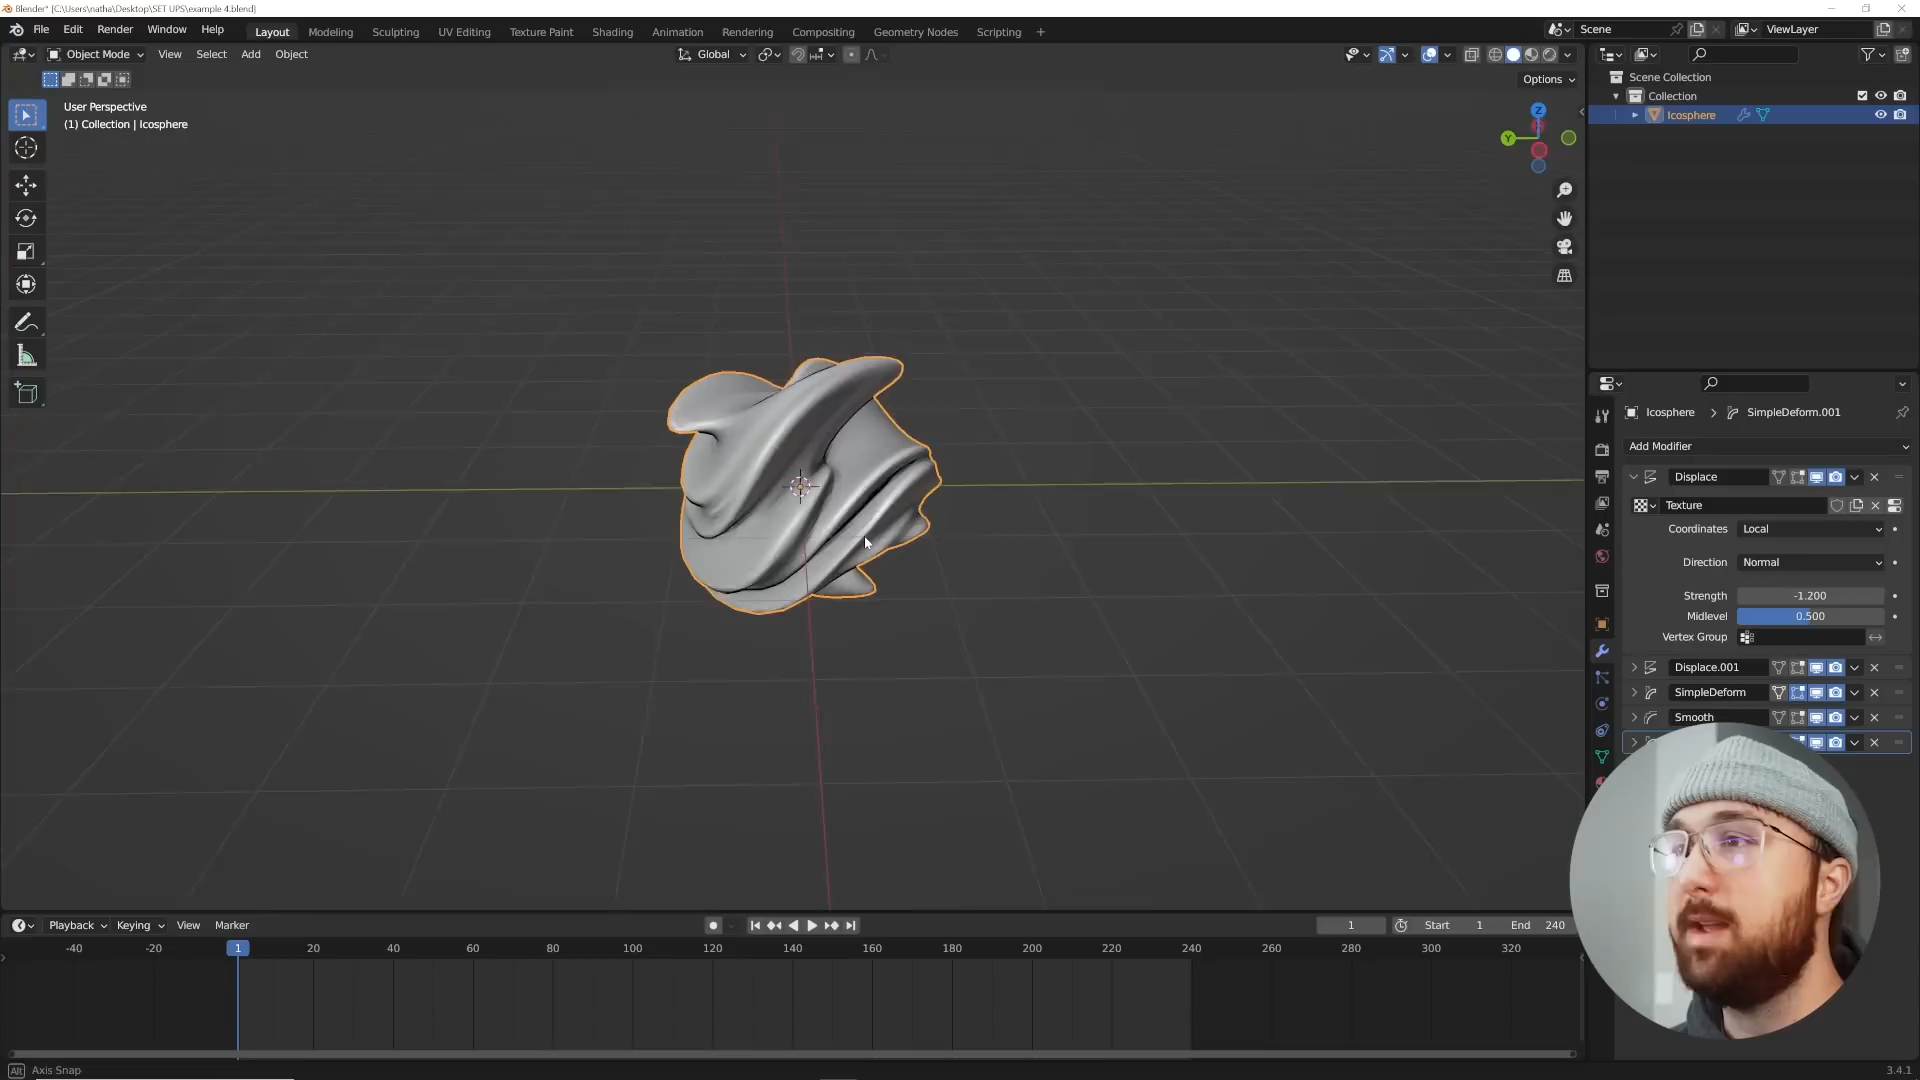 Blender* [C:\Users\natha\Desktop\SET UPS\example 4.blend]
File Edit Render Window Help Layout Modeling Sculpting UV Editing Texture Paint Shading Animation Rendering Compositing Geometry Nodes Scripting + Scene ViewLayer
Object Mode View Select Add Object Global
Options
User Perspective
(1) Collection | Icosphere
Z
Y
Scene Collection
Collection
Icosphere
Icosphere > SimpleDeform.001
Add Modifier
Displace
Texture
Coordinates Local
Direction Normal
Strength -1.200
Midlevel 0.500
Vertex Group
Displace.001
SimpleDeform
Smooth
Playback Keying View Marker 1 Start 1 End 240
-40 -20 1 20 40 60 80 100 120 140 160 180 200 220 240 260 280 300 320
Alt Axis Snap
3.4.1